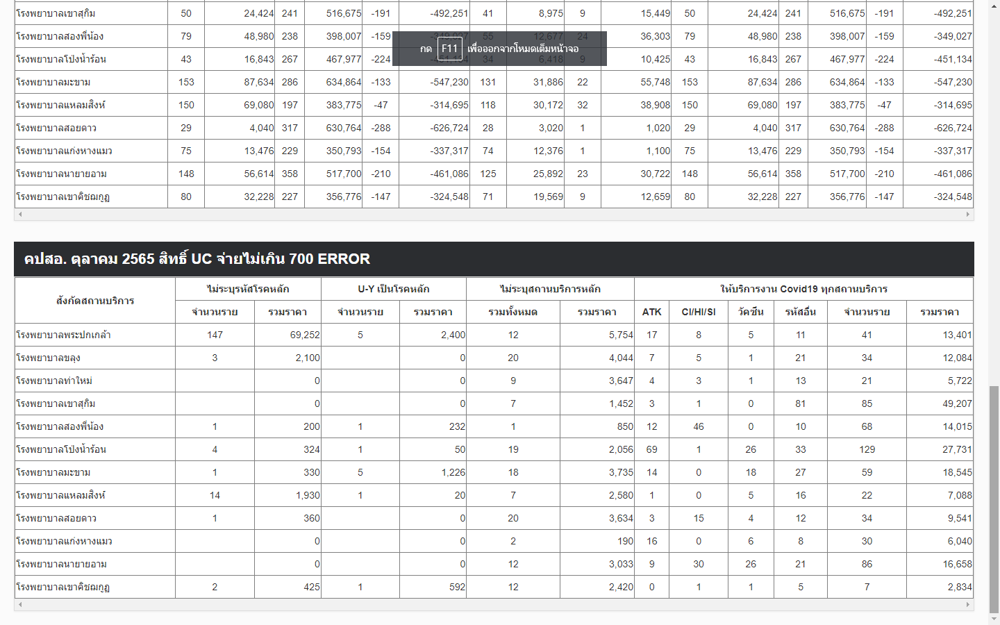 โรงพยาบาลเขาสุกิม 50 24,424 241 516,675 -191 -492,251 41 8,975 9 15,449 50 24,424 241 516,675 -191 -492,251
โรงพยาบาลสองพี่น้อง 79 48,980 238 398,007 -159 -349,027 55 12,677 24 36,303 79 48,980 238 398,007 -159 -349,027
กด F11 เพื่อออกจากโหมดเต็มหน้าจอ
โรงพยาบาลโป่งน้ำร้อน 43 16,843 267 467,977 -224 -451,134 34 6,418 9 10,425 43 16,843 267 467,977 -224 -451,134
โรงพยาบาลมะขาม 153 87,634 286 634,864 -133 -547,230 131 31,886 22 55,748 153 87,634 286 634,864 -133 -547,230
โรงพยาบาลแหลมสิงห์ 150 69,080 197 383,775 -47 -314,695 118 30,172 32 38,908 150 69,080 197 383,775 -47 -314,695
โรงพยาบาลสอยดาว 29 4,040 317 630,764 -288 -626,724 28 3,020 1 1,020 29 4,040 317 630,764 -288 -626,724
โรงพยาบาลแก่งหางแมว 75 13,476 229 350,793 -154 -337,317 74 12,376 1 1,100 75 13,476 229 350,793 -154 -337,317
โรงพยาบาลนายายอาม 148 56,614 358 517,700 -210 -461,086 125 25,892 23 30,722 148 56,614 358 517,700 -210 -461,086
โรงพยาบาลเขาคิชฌกูฏ 80 32,228 227 356,776 -147 -324,548 71 19,569 9 12,659 80 32,228 227 356,776 -147 -324,548
คปสอ. ตุลาคม 2565 สิทธิ์ UC จ่ายไม่เกิน 700 ERROR
สังกัดสถานบริการ ไม่ระบุรหัสโรคหลัก U-Y เป็นโรคหลัก ไม่ระบุสถานบริการหลัก ให้บริการงาน Covid19 ทุกสถานบริการ
จำนวนราย รวมราคา จำนวนราย รวมราคา รวมทั้งหมด รวมราคา ATK CI/HI/SI วัคซีน รหัสอื่น จำนวนราย รวมราคา
โรงพยาบาลพระปกเกล้า 147 69,252 5 2,400 12 5,754 17 8 5 11 41 13,401
โรงพยาบาลขลุง 3 2,100 0 20 4,044 7 5 1 21 34 12,084
โรงพยาบาลท่าใหม่ 0 0 9 3,647 4 3 1 13 21 5,722
โรงพยาบาลเขาสุกิม 0 0 7 1,452 3 1 0 81 85 49,207
โรงพยาบาลสองพี่น้อง 1 200 1 232 1 850 12 46 0 10 68 14,015
โรงพยาบาลโป่งน้ำร้อน 4 324 1 50 19 2,056 69 1 26 33 129 27,731
โรงพยาบาลมะขาม 1 330 5 1,226 18 3,735 14 0 18 27 59 18,545
โรงพยาบาลแหลมสิงห์ 14 1,930 1 20 7 2,580 1 0 5 16 22 7,088
โรงพยาบาลสอยดาว 1 360 0 20 3,634 3 15 4 12 34 9,541
โรงพยาบาลแก่งหางแมว 0 0 2 190 16 0 6 8 30 6,040
โรงพยาบาลนายายอาม 0 0 12 3,033 9 30 26 21 86 16,658
โรงพยาบาลเขาคิชฌกูฏ 2 425 1 592 12 2,420 0 1 1 5 7 2,834